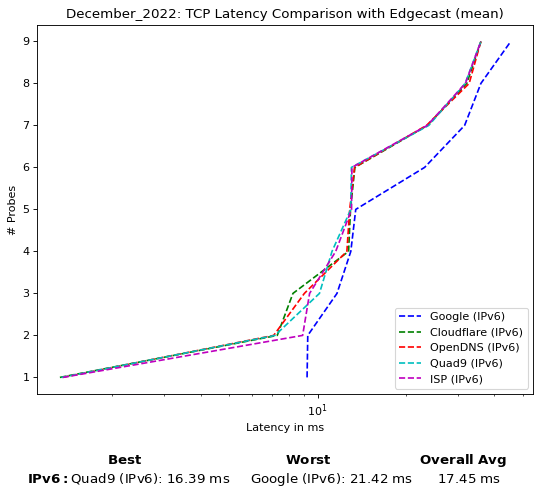 December_2022: TCP Latency Comparison with Edgecast (mean)
9
8
7
6
5
4
3
2
1
# Probes
10^1
Latency in ms
Google (IPv6)
Cloudflare (IPv6)
OpenDNS (IPv6)
Quad9 (IPv6)
ISP (IPv6)
Best Worst Overall Avg
IPv6: Quad9 (IPv6): 16.39 ms Google (IPv6): 21.42 ms 17.45 ms